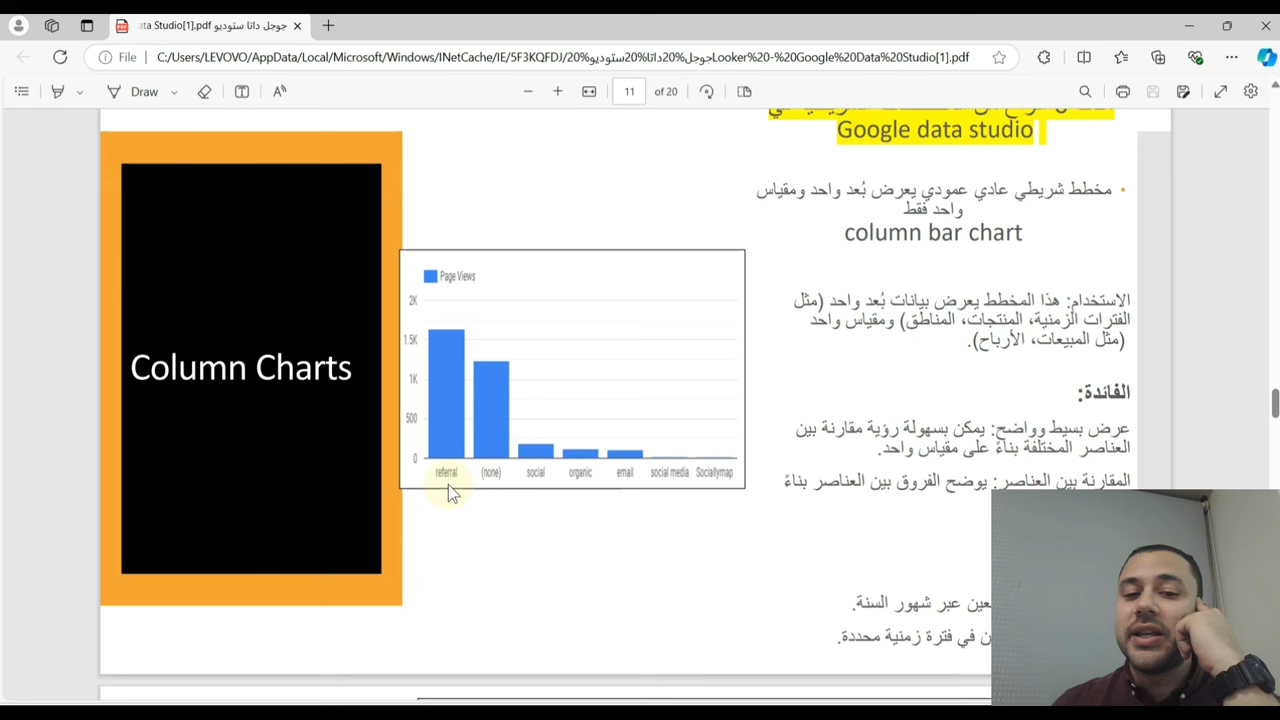 جوجل داتا ستوديو ta Studio[1].pdf
File
C:/Users/LEVOVO/AppData/Local/Microsoft/Windows/INetCache/IE/5F3KQFDJ/20%ستوديو20%داتا20%جوجلLooker%20-%20Google%20Data%20Studio[1].pdf
Draw
11 of 20
Google data studio
• مخطط شريطي عادي عمودي يعرض بُعد واحد ومقياس
واحد فقط
column bar chart
Column Charts
Page Views
2K
1.5K
1K
500
0
referral (none) social organic email social media Sociallymap
الاستخدام: هذا المخطط يعرض بيانات بُعد واحد (مثل
الفترات الزمنية، المنتجات، المناطق) ومقياس واحد
(مثل المبيعات، الأرباح).
الفائدة:
عرض بسيط وواضح: يمكن بسهولة رؤية مقارنة بين
العناصر المختلفة بناءً على مقياس واحد.
المقارنة بين العناصر: يوضح الفروق بين العناصر بناءً
عين عبر شهور السنة.
ن في فترة زمنية محددة.